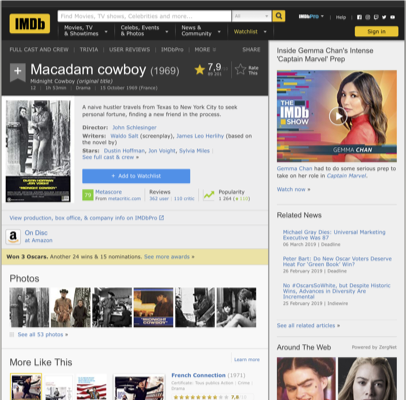 IMDb
Find Movies, TV shows, Celebrities and more...
All
IMDbPro
Help
Movies, TV & Showtimes
Celebs, Events & Photos
News & Community
Watchlist
Sign in
FULL CAST AND CREW | TRIVIA | USER REVIEWS | IMDbPro | MORE
SHARE
Macadam cowboy (1969)
Midnight Cowboy (original title)
12 | 1h 53min | Drama | 15 October 1969 (France)
7,9
Rate This
A naive hustler travels from Texas to New York City to seek
personal fortune, finding a new friend in the process.
Director: John Schlesinger
Writers: Waldo Salt (screenplay), James Leo Herlihy (based on
the novel by)
Stars: Dustin Hoffman, Jon Voight, Sylvia Miles
See full cast & crew »
+ Add to Watchlist
79
Metascore
From metacritic.com
Reviews
362 user | 116 critic
Popularity
View production, box office, & company info on IMDbPro
On Disc
at Amazon
Won 3 Oscars. Another 24 wins & 15 nominations. See more awards »
Photos
See all 53 photos »
More Like This
Learn more
French Connection (1971)
Inside Gemma Chan's Intense
'Captain Marvel' Prep
THE
IMDb
SHOW
GEMMA CHAN
Gemma Chan had to do some serious prep
to take on her role in Captain Marvel.
Watch now »
Related News
Michael Gray Dies: Universal Marketing
Executive Was 87
06 March 2019 | Deadline
Peter Bart: Do New Oscar Voters Deserve
Heat For 'Green Book' Win?
26 February 2019 | Deadline
No #OscarsSoWhite, but Despite Historic
Wins, Advances in Diversity Are
Incremental
25 February 2019 | Indiewire
See all related articles »
Around The Web
Powered by ZergNet